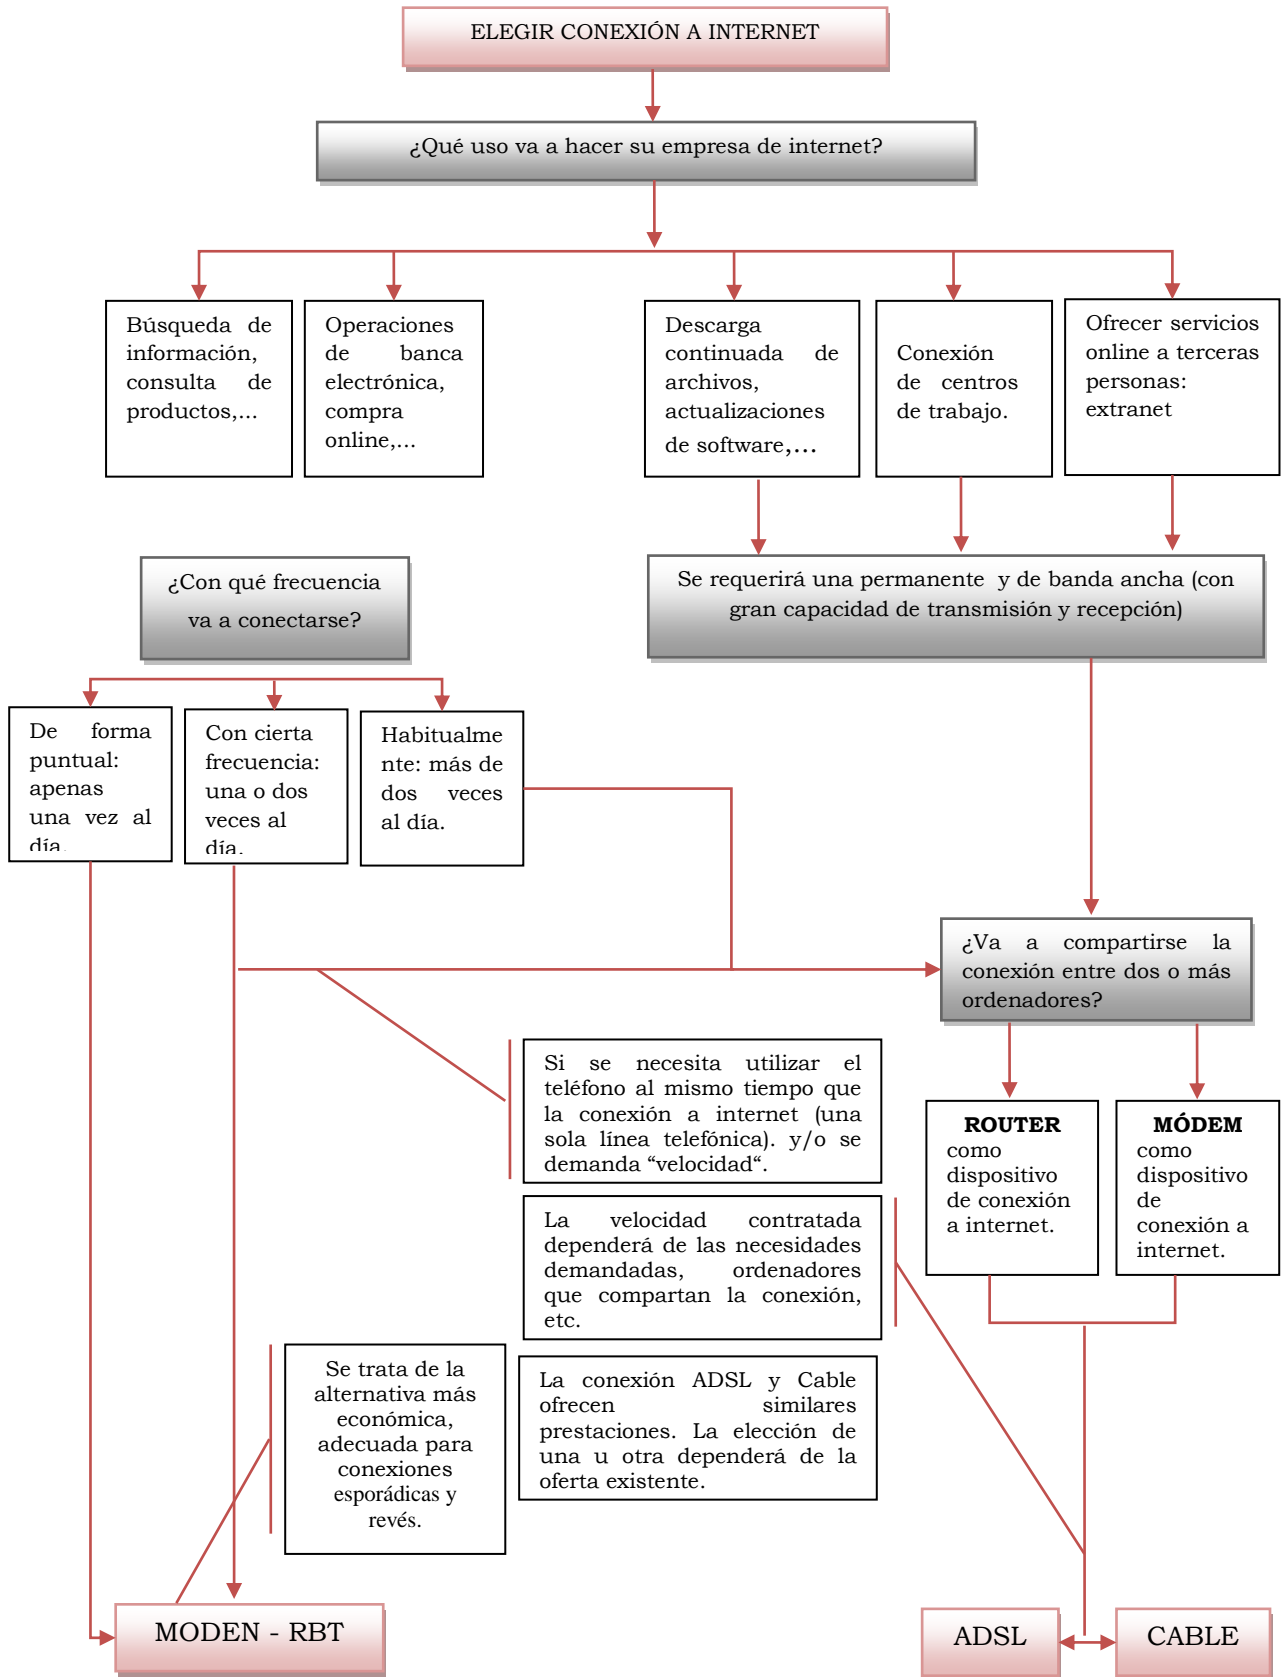 ELEGIR CONEXIÓN A INTERNET
¿Qué uso va a hacer su empresa de internet?
Búsqueda de
información,
consulta de
productos,...
Operaciones
de banca
electrónica,
compra
online,...
Descarga
continuada de
archivos,
actualizaciones
de software,...
Conexión
de centros
de trabajo.
Ofrecer servicios
online a terceras
personas:
extranet
¿Con qué frecuencia
va a conectarse?
Se requerirá una permanente y de banda ancha (con
gran capacidad de transmisión y recepción)
De forma
puntual:
apenas
una vez al
día.
Con cierta
frecuencia:
una o dos
veces al
día.
Habitualme
nte: más de
dos veces
al día.
¿Va a compartirse la
conexión entre dos o más
ordenadores?
Si se necesita utilizar el
teléfono al mismo tiempo que
la conexión a internet (una
sola línea telefónica). y/o se
demanda “velocidad“.
ROUTER
como
dispositivo
de conexión
a internet.
MÓDEM
como
dispositivo
de
conexión a
internet.
La velocidad contratada
dependerá de las necesidades
demandadas, ordenadores
que compartan la conexión,
etc.
Se trata de la
alternativa más
económica,
adecuada para
conexiones
esporádicas y
revés.
La conexión ADSL y Cable
ofrecen similares
prestaciones. La elección de
una u otra dependerá de la
oferta existente.
MODEN - RBT
ADSL
CABLE